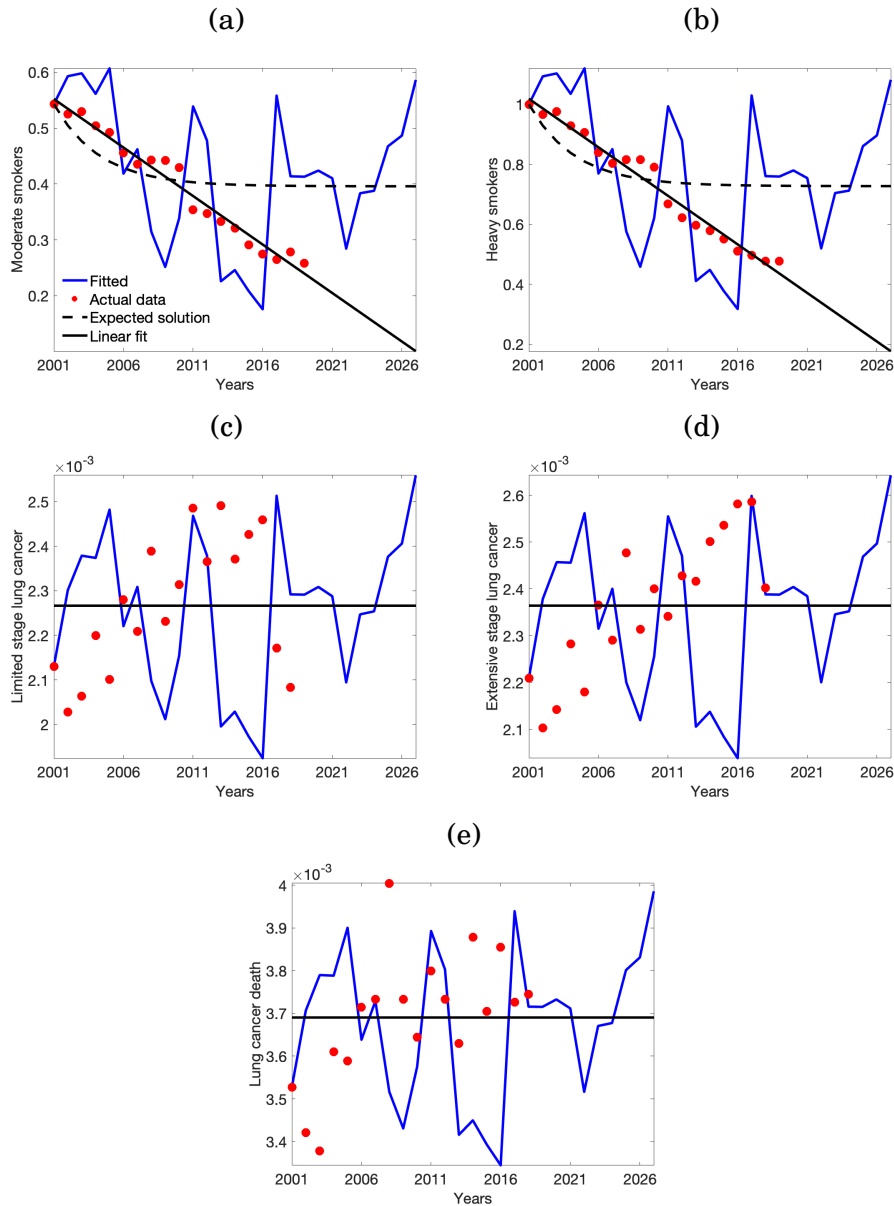 (a)
(b)
0.6
0.5
0.4
0.3
0.2
Moderate smokers
Fitted
Actual data
Expected solution
Linear fit
2001 2006 2011 2016 2021 2026
Years
1
0.8
0.6
0.4
0.2
Heavy smokers
2001 2006 2011 2016 2021 2026
Years
(c)
(d)
×10⁻³
2.5
2.4
2.3
2.2
2.1
2
Limited stage lung cancer
2001 2006 2011 2016 2021 2026
Years
×10⁻³
2.6
2.5
2.4
2.3
2.2
2.1
Extensive stage lung cancer
2001 2006 2011 2016 2021 2026
Years
(e)
×10⁻³
4
3.9
3.8
3.7
3.6
3.5
3.4
Lung cancer death
2001 2006 2011 2016 2021 2026
Years